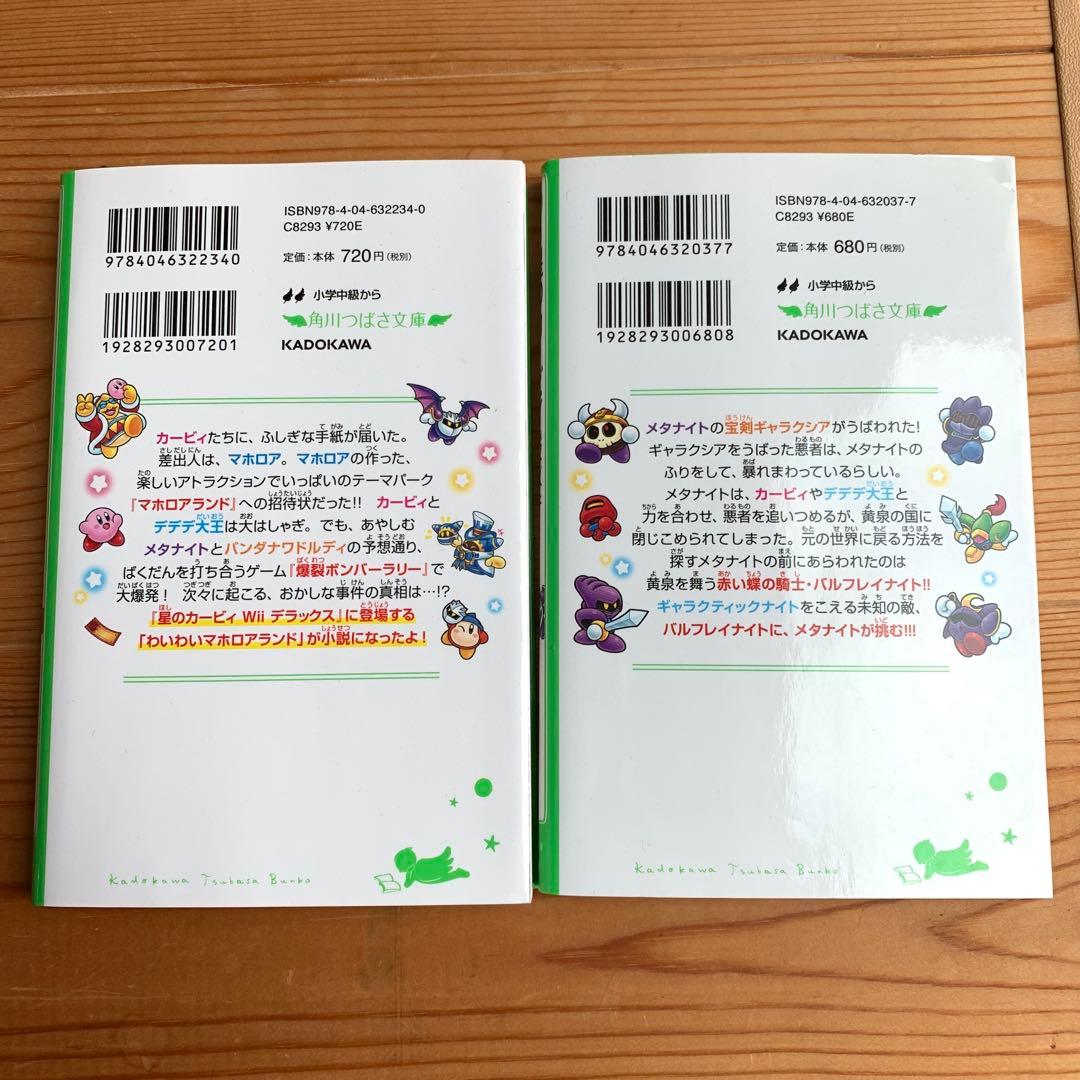 ISBN978-4-04-632234-0
C8293 ¥720E
定価:本体 720円(税別)
9784046322340
小学中級から
角川つばさ文庫
KADOKAWA
1928293007201
カービィたちに、ふしぎな手紙が届いた。
差出人は、マホロア。マホロアの作った、
楽しいアトラクションでいっぱいのテーマパーク
『マホロアランド』への招待状だった!! カービィと
デデデ大王は大はしゃぎ。でも、あやしむ
メタナイトとバンダナワドルディの予想通り、
ばくだんを打ち合うゲーム『爆裂ボンバーラリー』で
大爆発! 次々に起こる、おかしな事件の真相は…!?
『星のカービィ Wii デラックス』に登場する
「わいわいマホロアランド」が小説になったよ!
Kadokawa Tsubasa Bunko
ISBN978-4-04-632037-7
C8293 ¥680E
定価:本体 680円(税別)
9784046320377
小学中級から
角川つばさ文庫
KADOKAWA
1928293006808
メタナイトの宝剣ギャラクシアがうばわれた!
ギャラクシアをうばった悪者は、メタナイトの
ふりをして、暴れまわっているらしい。
メタナイトは、カービィやデデデ大王と
力を合わせ、悪者を追いつめるが、黄泉の国に
閉じこめられてしまった。元の世界に戻る方法を
探すメタナイトの前にあらわれたのは
黄泉を舞う赤い蝶の騎士・バルフレイナイト!!
ギャラクティックナイトをこえる未知の敵、
バルフレイナイトに、メタナイトが挑む!!!
Kadokawa Tsubasa Bunko